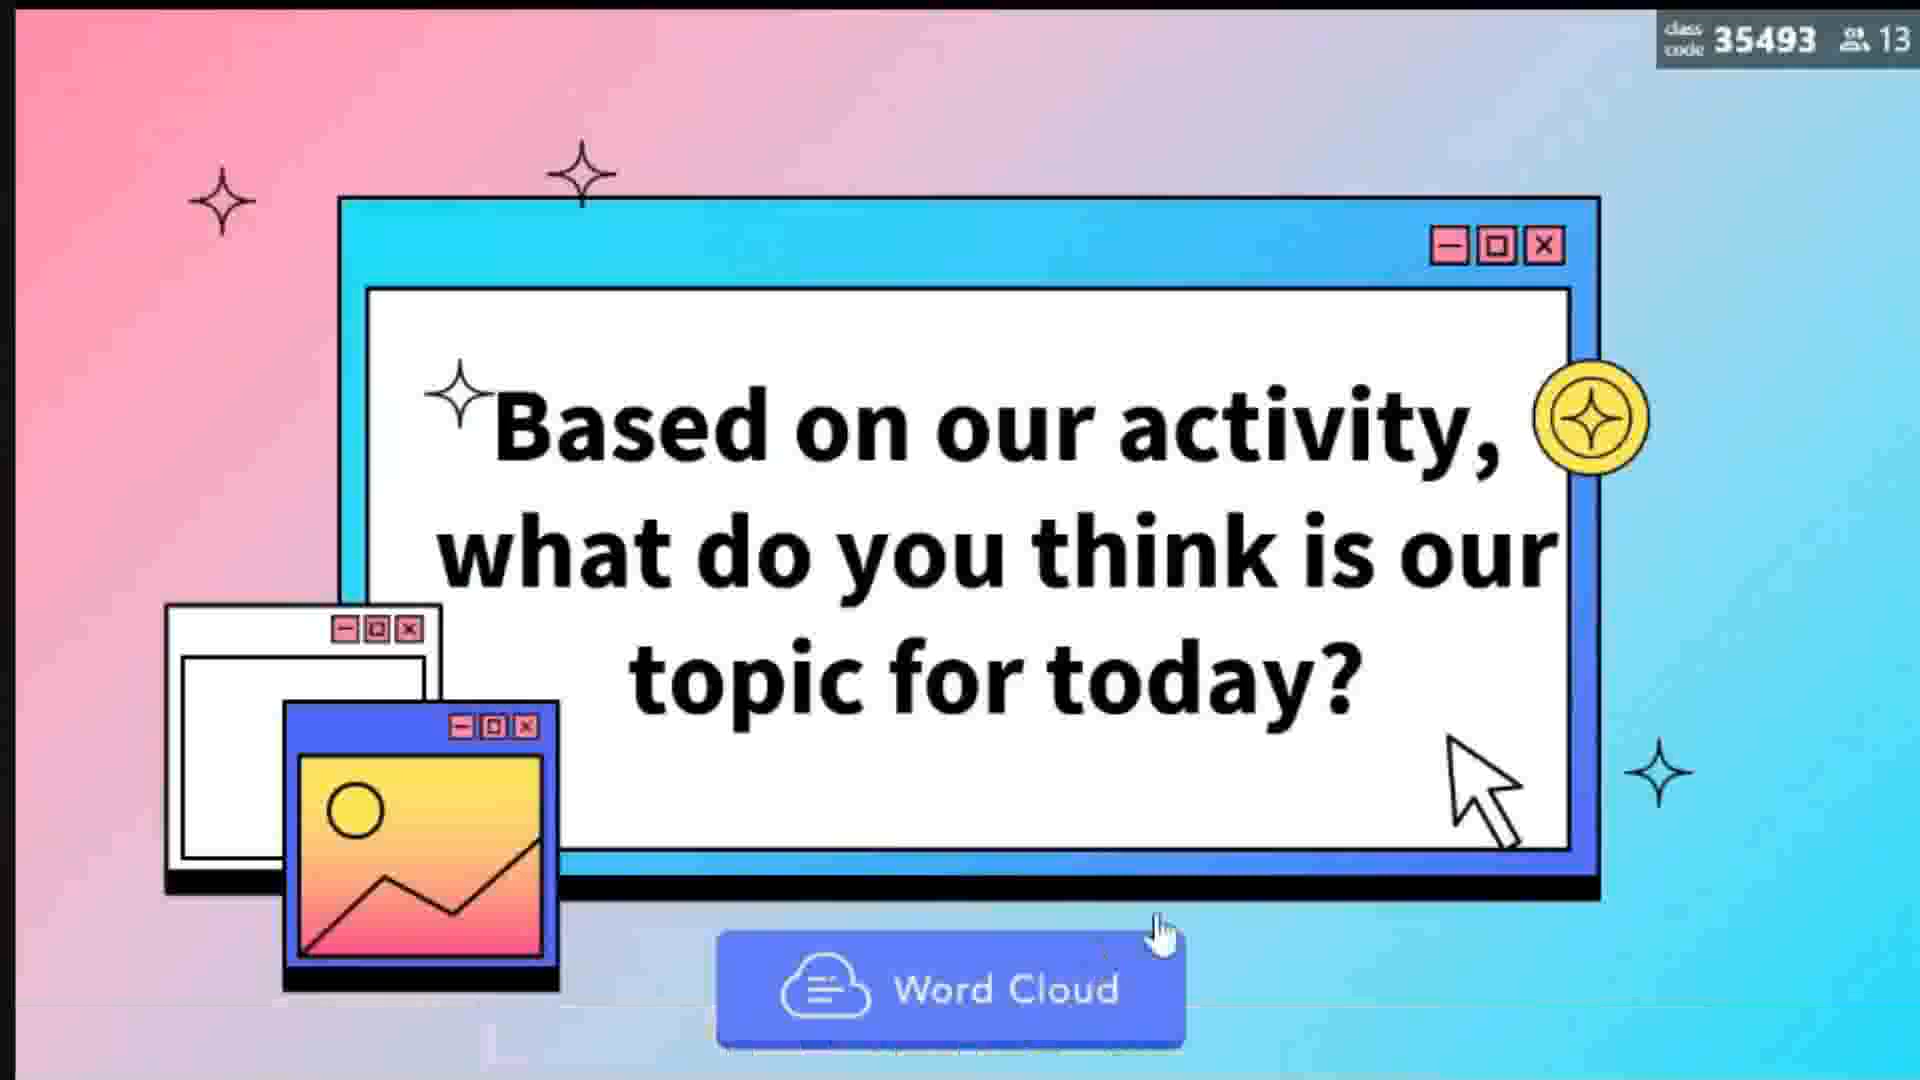 class
code 35493 13
Based on our activity,
what do you think is our
topic for today?
Word Cloud